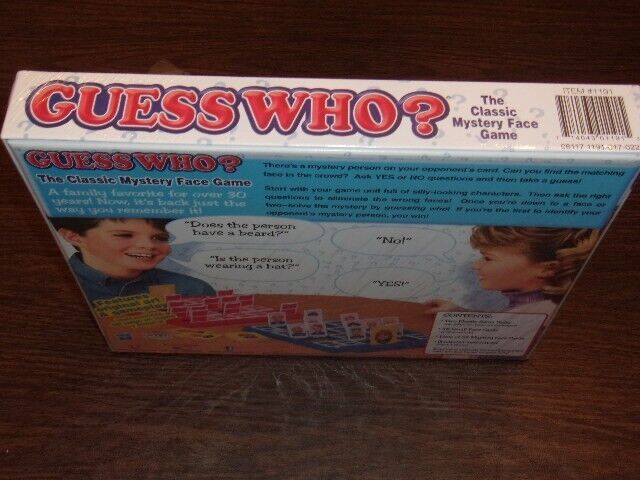 GUESS WHO?
The
Classic
Mystery Face
Game
ITEM #1191
GUESS WHO?
The Classic Mystery Face Game
A family favorite for over 20
years! Now, it's back just the
way you remember it!
There's a mystery person on your opponent's card. Can you find the matching
face in the crowd? Ask YES or NO questions and then take a guess!
Start with your game unit full of silly-looking characters. Then ask the right
questions to eliminate the wrong faces! Once you're down to a face or
two—solve the mystery by guessing who! If you're the first to identify your
opponent's mystery person, you win!
"Does the person
have a beard?"
"No!"
"Is the person
wearing a hat?"
"YES!"
CONTENTS: